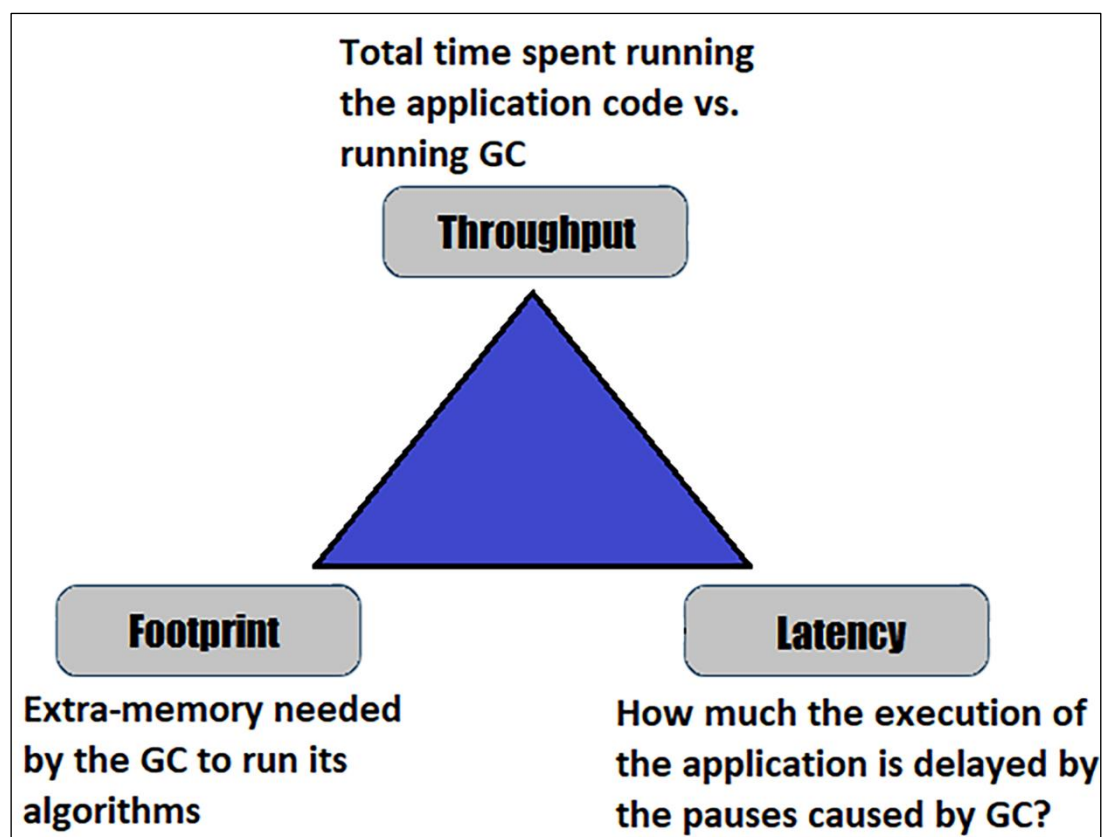 Total time spent running
the application code vs.
running GC
Throughput
Footprint
Extra-memory needed
by the GC to run its
algorithms
Latency
How much the execution of
the application is delayed by
the pauses caused by GC?